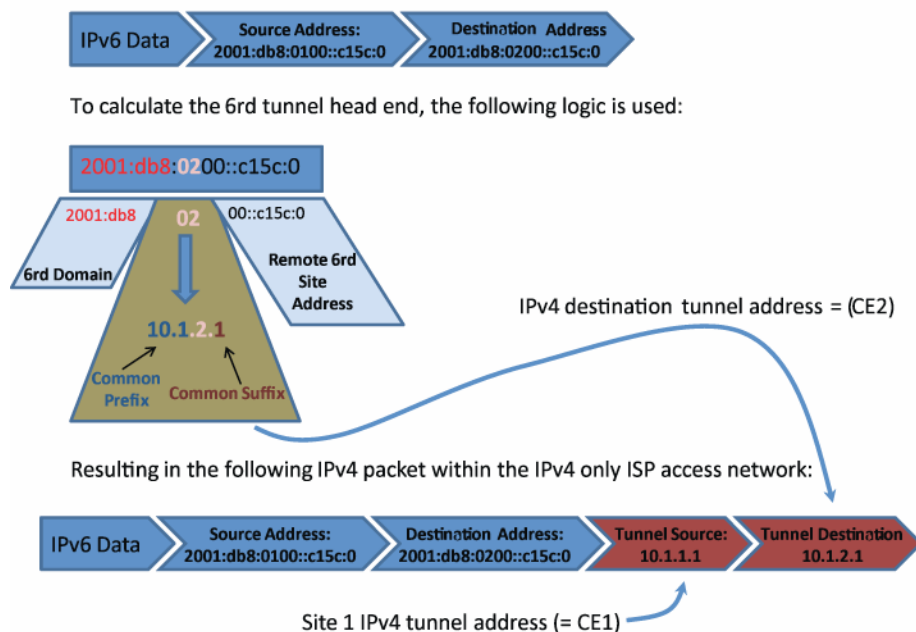 IPv6 Data
Source Address:
2001:db8:0100::c15c:0
Destination Address
2001:db8:0200::c15c:0
To calculate the 6rd tunnel head end, the following logic is used:
2001:db8:0200::c15c:0
2001:db8
02
00::c15c:0
6rd Domain
Remote 6rd
Site
Address
10.1.2.1
Common
Prefix
Common Suffix
IPv4 destination tunnel address = (CE2)
Resulting in the following IPv4 packet within the IPv4 only ISP access network:
IPv6 Data
Source Address:
2001:db8:0100::c15c:0
Destination Address:
2001:db8:0200::c15c:0
Tunnel Source:
10.1.1.1
Tunnel Destination
10.1.2.1
Site 1 IPv4 tunnel address (= CE1)